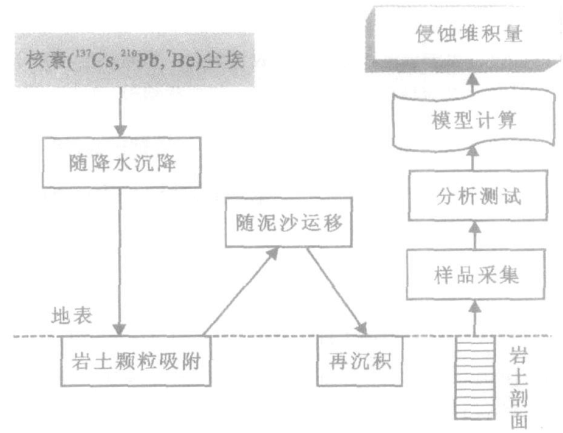 核素(¹³⁷Cs,²¹⁰Pb,⁷Be)尘埃
随降水沉降
地表
岩土颗粒吸附
随泥沙运移
再沉积
侵蚀堆积量
模型计算
分析测试
样品采集
岩土剖面